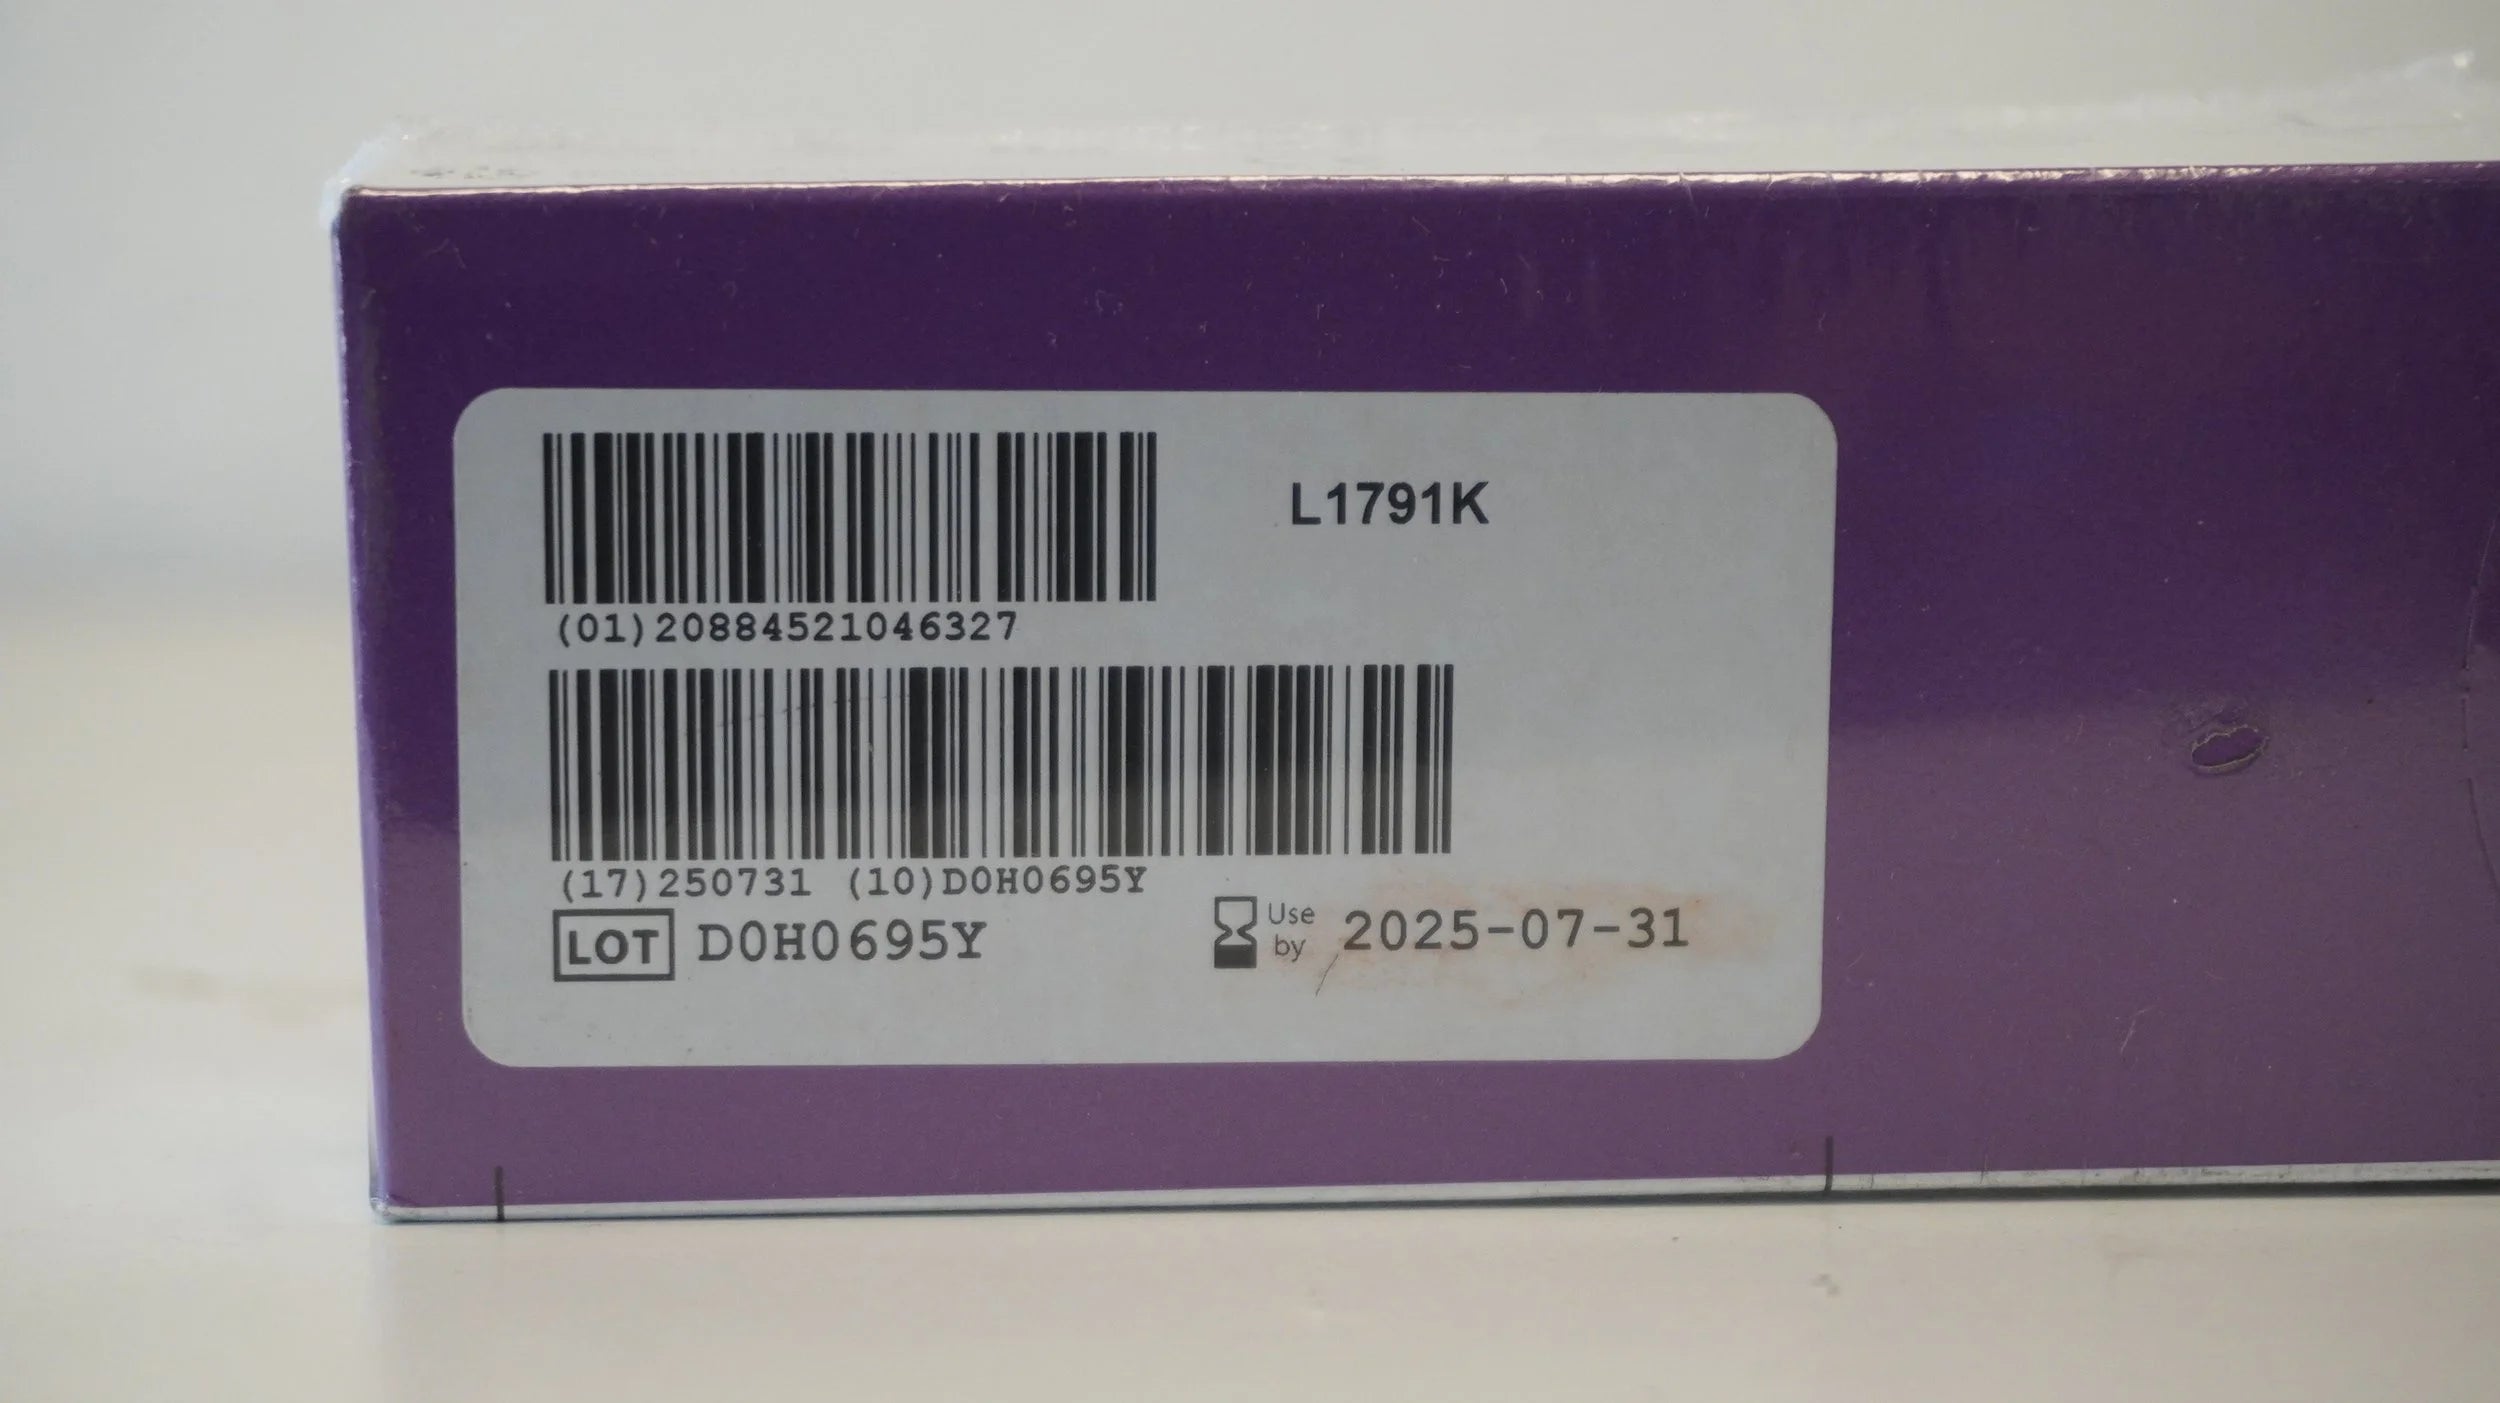 L1791K
(01)20884521046327
(17)250731 (10)D0H0695Y
LOT D0H0695Y
Use by 2025-07-31